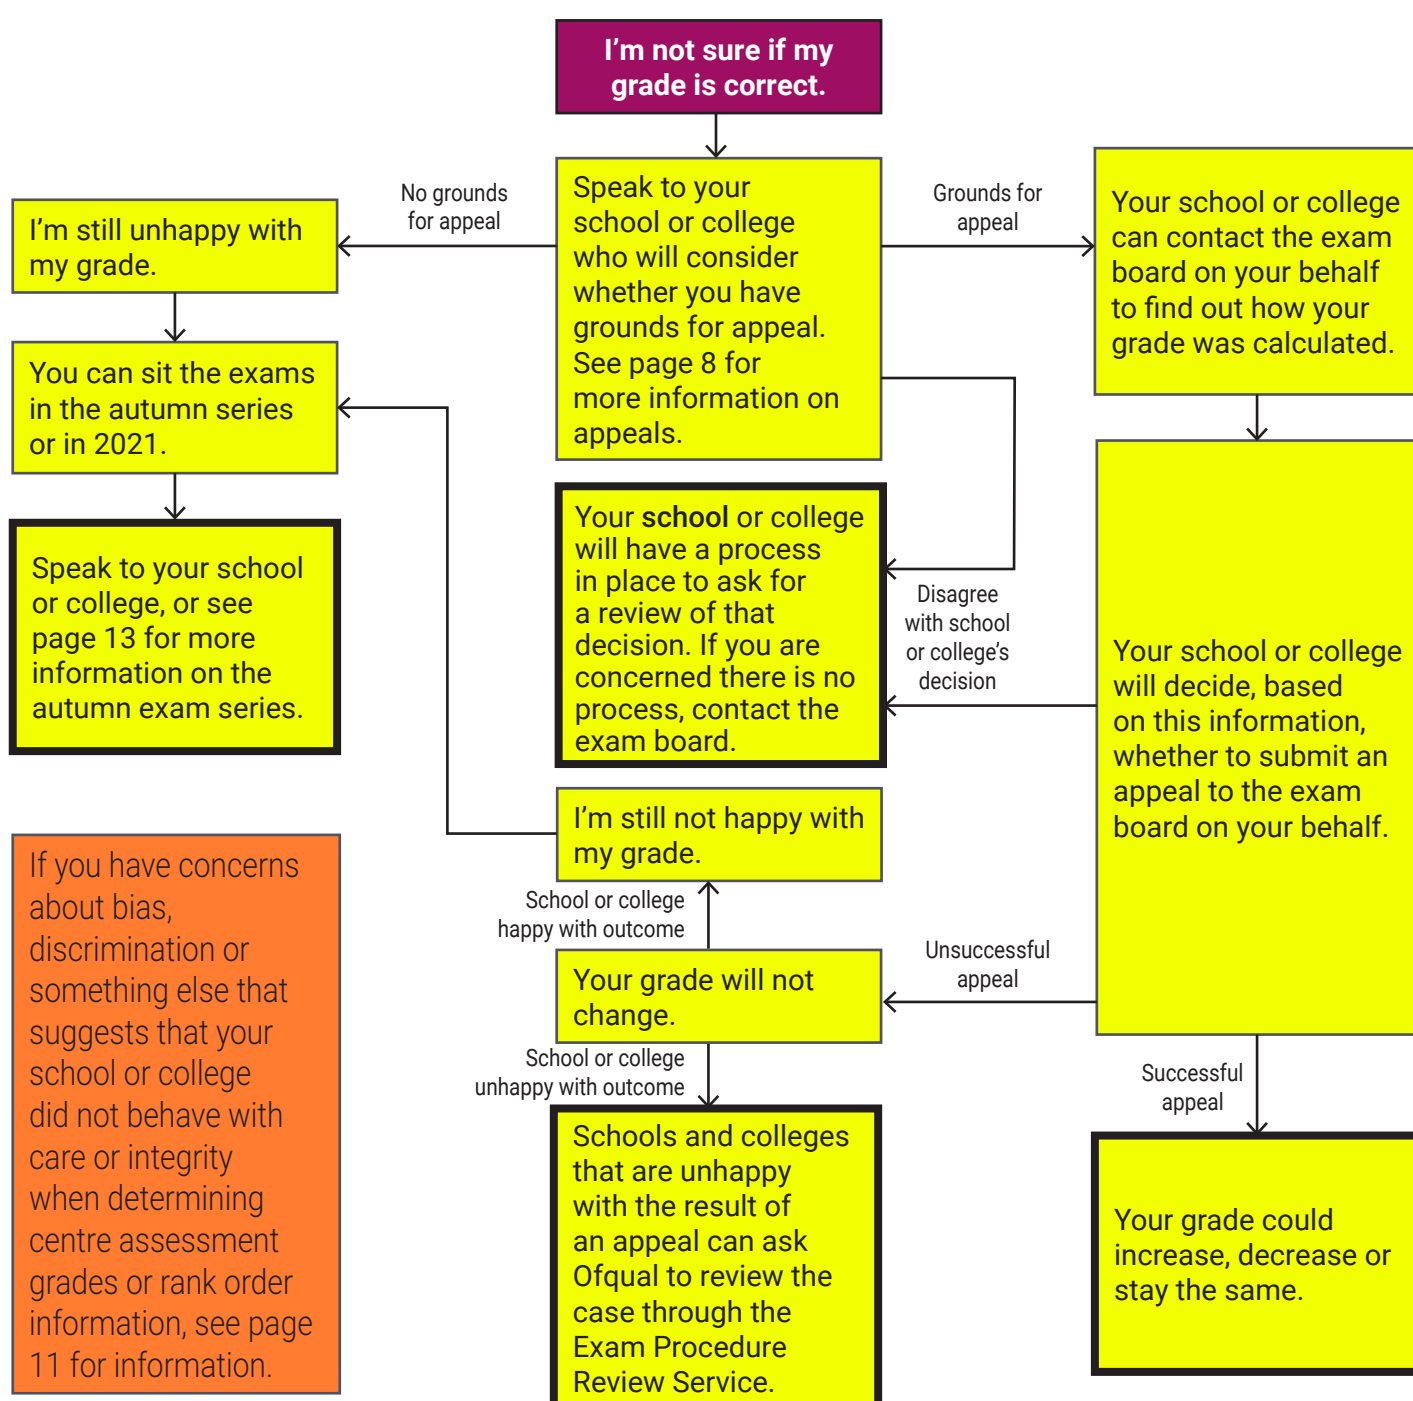 I’m not sure if my
grade is correct.
No grounds
for appeal
Speak to your
school or college
who will consider
whether you have
grounds for appeal.
See page 8 for
more information on
appeals.
Grounds for
appeal
Your school or college
can contact the exam
board on your behalf
to find out how your
grade was calculated.
I’m still unhappy with
my grade.
You can sit the exams
in the autumn series
or in 2021.
Speak to your school
or college, or see
page 13 for more
information on the
autumn exam series.
Your school or college
will have a process
in place to ask for
a review of that
decision. If you are
concerned there is no
process, contact the
exam board.
Disagree
with school
or college’s
decision
Your school or college
will decide, based
on this information,
whether to submit an
appeal to the exam
board on your behalf.
I’m still not happy with
my grade.
School or college
happy with outcome
Your grade will not
change.
Unsuccessful
appeal
School or college
unhappy with outcome
Schools and colleges
that are unhappy
with the result of
an appeal can ask
Ofqual to review the
case through the
Exam Procedure
Review Service.
Successful
appeal
Your grade could
increase, decrease or
stay the same.
If you have concerns
about bias,
discrimination or
something else that
suggests that your
school or college
did not behave with
care or integrity
when determining
centre assessment
grades or rank order
information, see page
11 for information.